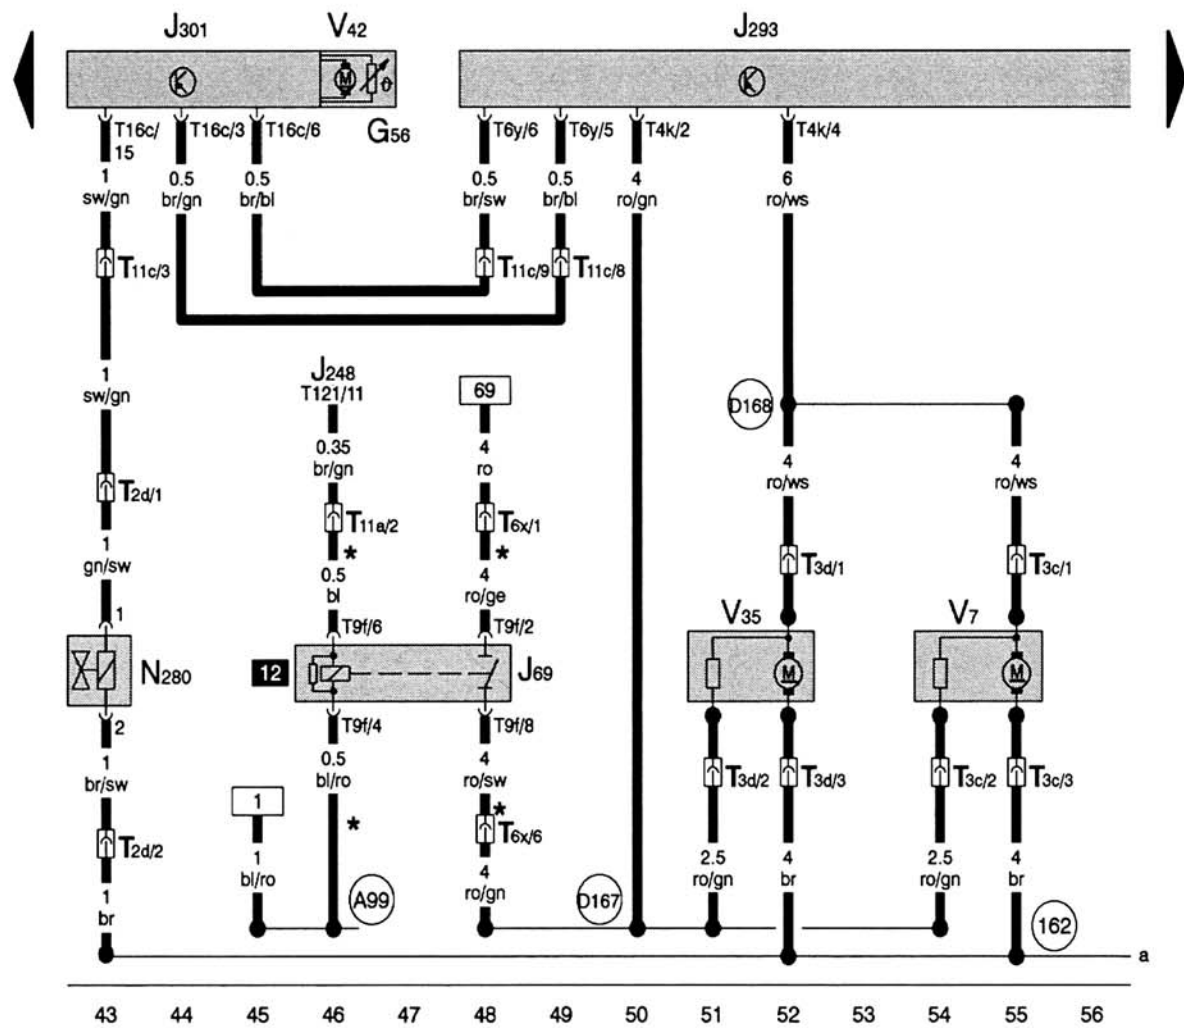 J301 V42 J293
G56
T16c/15 T16c/3 T16c/6 T6y/6 T6y/5 T4k/2 T4k/4
1 0.5 0.5 0.5 0.5 4 6
sw/gn br/gn br/bl br/sw br/bl ro/gn ro/ws
T11c/3 T11c/9 T11c/8
J248
T121/11 69
1
sw/gn
D168
0.35 4 4 4
br/gn ro ro/ws ro/ws
T2d/1 T11a/2 T6x/1
* *
1 0.5 4
gn/sw bl ro/ge
T3d/1 T3c/1
1 T9f/6 T9f/2 V35 V7
N280 12 J69 M M
M
2 T9f/4 T9f/8
1 0.5 4
br/sw bl/ro ro/sw
T3d/2 T3d/3 T3c/2 T3c/3
1 * *
T2d/2 T6x/6
1 1 4 2.5 4 2.5 4
br bl/ro ro/gn ro/gn br ro/gn br
A99 D167 162
a
43 44 45 46 47 48 49 50 51 52 53 54 55 56